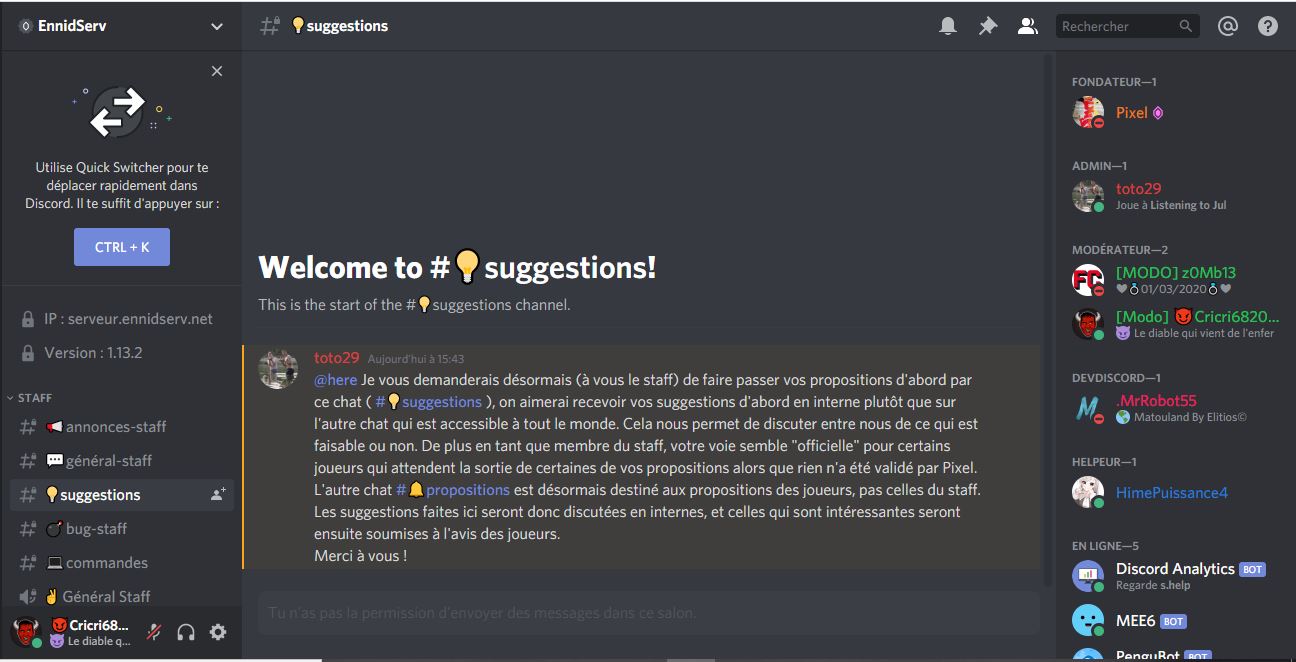 EnnidServ
Utilise Quick Switcher pour te
déplacer rapidement dans
Discord. Il te suffit d'appuyer sur :
CTRL + K
IP : serveur.ennidserv.net
Version : 1.13.2
STAFF
annonces-staff
général-staff
suggestions
bug-staff
commandes
Général Staff
Cricri68...
Le diable q...
suggestions
Rechercher
Welcome to #💡suggestions!
This is the start of the #💡suggestions channel.
toto29 Aujourd'hui à 15:43
@here Je vous demanderais désormais (à vous le staff) de faire passer vos propositions d'abord par
ce chat ( #💡suggestions ), on aimerai recevoir vos suggestions d'abord en interne plutôt que sur
l'autre chat qui est accessible à tout le monde. Cela nous permet de discuter entre nous de ce qui est
faisable ou non. De plus en tant que membre du staff, votre voie semble "officielle" pour certains
joueurs qui attendent la sortie de certaines de vos propositions alors que rien n'a été validé par Pixel.
L'autre chat #🔔propositions est désormais destiné aux propositions des joueurs, pas celles du staff.
Les suggestions faites ici seront donc discutées en internes, et celles qui sont intéressantes seront
ensuite soumises à l'avis des joueurs.
Merci à vous !
Tu n'as pas la permission d'envoyer des messages dans ce salon.
FONDATEUR—1
Pixel
ADMIN—1
toto29
Joue à Listening to Jul
MODÉRATEUR—2
FC
[MODO] z0Mb13
🖤💍01/03/2020💍🖤
[Modo] 😈Cricri6820...
😈 Le diable qui vient de l'enfer
DEVDISCORD—1
.MrRobot55
Matouland By Elitios©
HELPEUR—1
HimePuissance4
EN LIGNE—5
Discord Analytics BOT
Regarde s.help
MEE6 BOT
PenguBot BOT